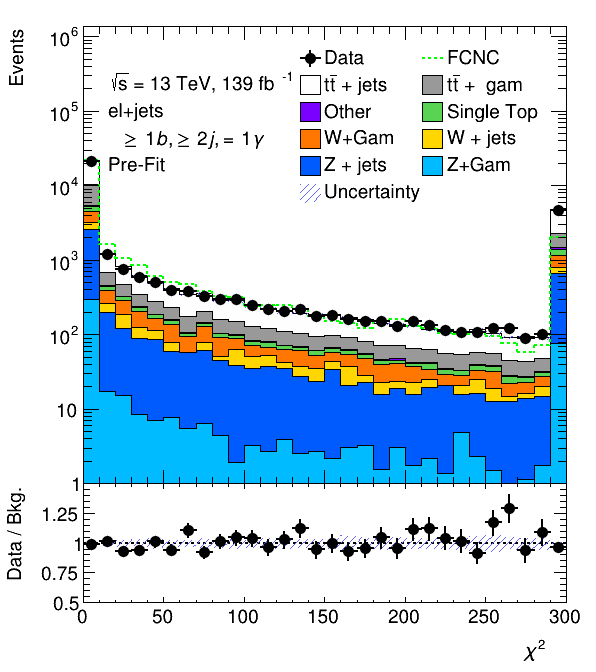 Events
10⁶
10⁵
10⁴
10³
10²
10
1
√s = 13 TeV, 139 fb⁻¹
el+jets
≥ 1b, ≥ 2j, = 1γ
Pre-Fit
Data
FCNC
tt̄ + jets
tt̄ + gam
Other
Single Top
W+Gam
W + jets
Z + jets
Z+Gam
Uncertainty
Data / Bkg.
1.25
1
0.75
0.5
0 50 100 150 200 250 300
χ²